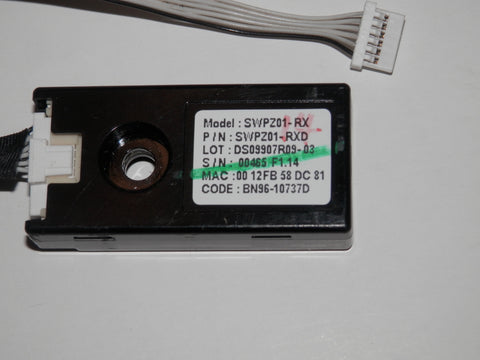 Model : SWPZ01-RX
P/N : SWPZ01-RXD
LOT : DS09907R09-03
S/N : 00465 F1.14
MAC :00 12FB 58 DC 81
CODE : BN96-10737D